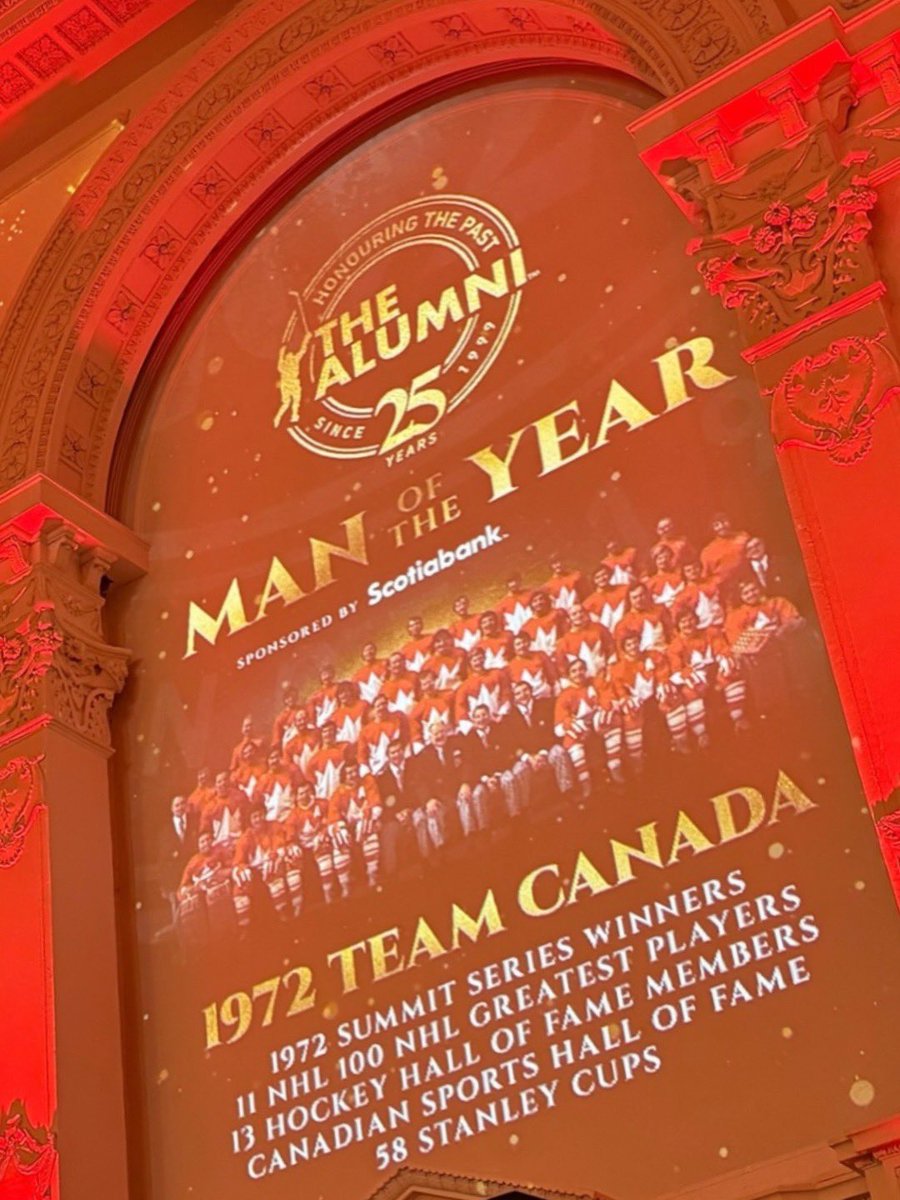 HONOURING THE PAST
THE
ALUMNI™
SINCE 1999
25
YEARS
MAN OF THE YEAR
SPONSORED BY Scotiabank™
1972 TEAM CANADA
1972 SUMMIT SERIES WINNERS
11 NHL 100 NHL GREATEST PLAYERS
13 HOCKEY HALL OF FAME MEMBERS
CANADIAN SPORTS HALL OF FAME
58 STANLEY CUPS